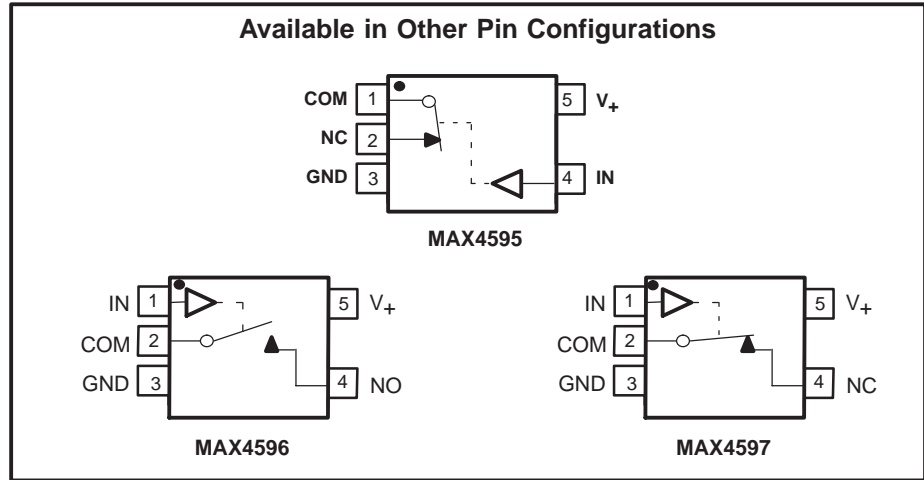 Available in Other Pin Configurations
COM 1 5 V+
NC 2
GND 3 4 IN
MAX4595
IN 1 5 V+
COM 2
GND 3 4 NO
MAX4596
IN 1 5 V+
COM 2
GND 3 4 NC
MAX4597